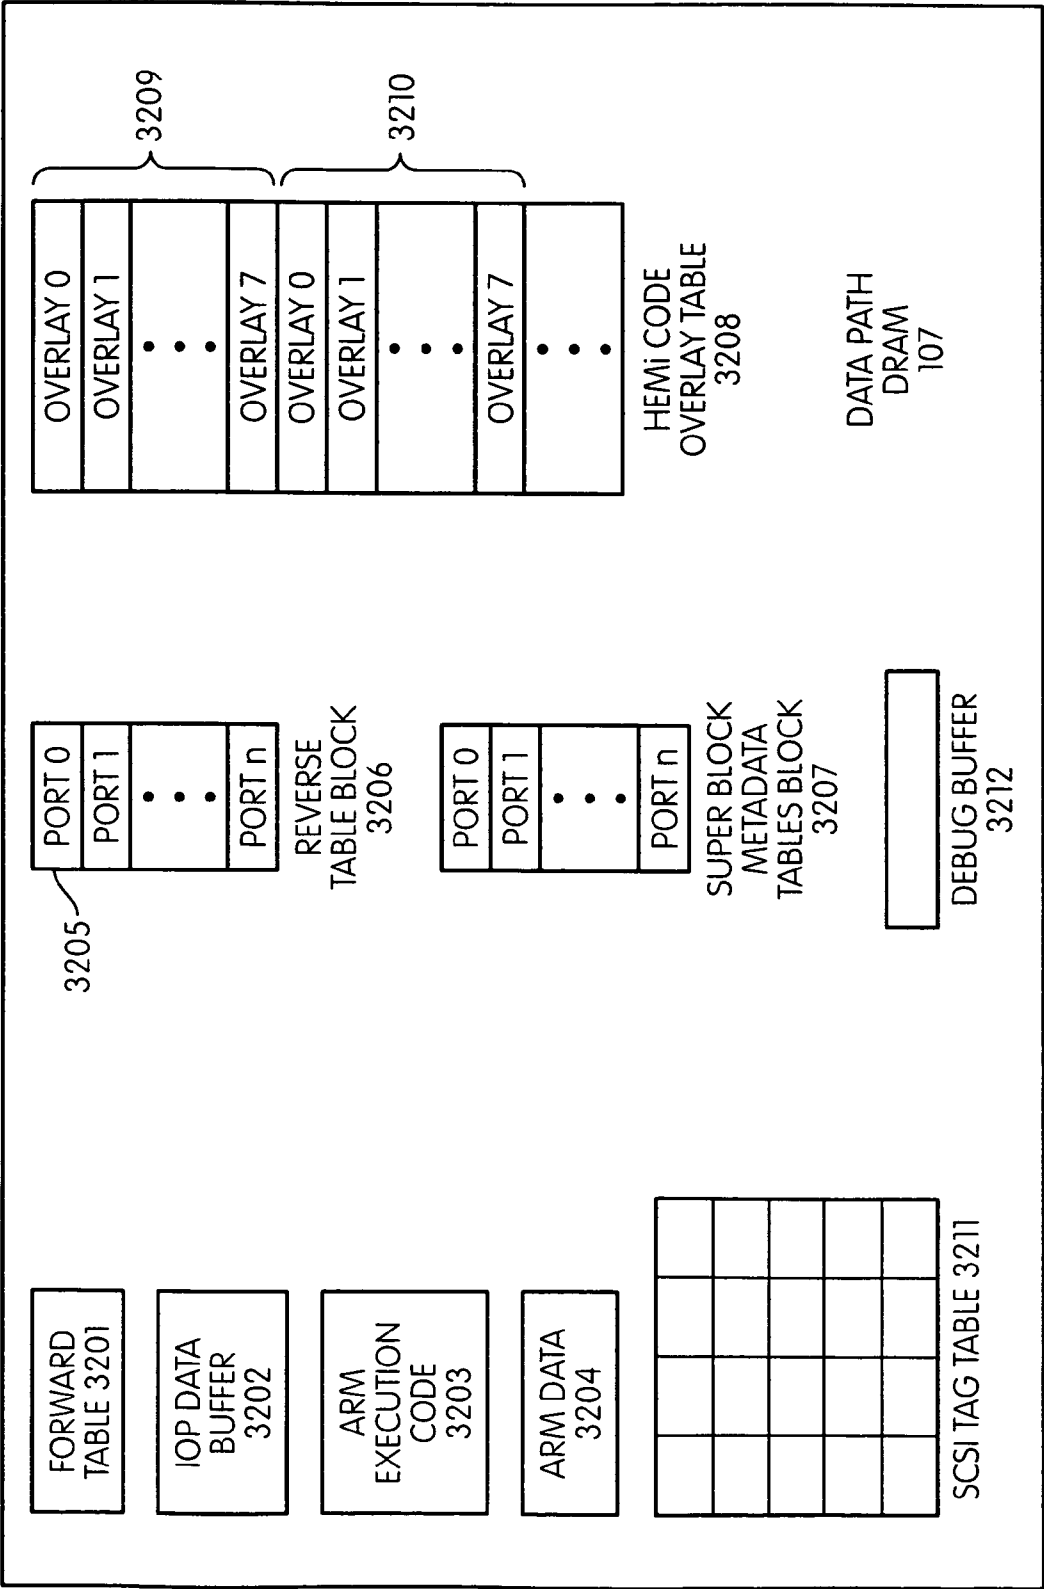 FORWARD
TABLE 3201
IOP DATA
BUFFER
3202
ARM
EXECUTION
CODE
3203
ARM DATA
3204
SCSI TAG TABLE 3211
3205
PORT 0
PORT 1
PORT n
REVERSE
TABLE BLOCK
3206
PORT 0
PORT 1
PORT n
SUPER BLOCK
METADATA
TABLES BLOCK
3207
DEBUG BUFFER
3212
OVERLAY 0
OVERLAY 1
OVERLAY 7
OVERLAY 0
OVERLAY 1
OVERLAY 7
3209
3210
HEMi CODE
OVERLAY TABLE
3208
DATA PATH
DRAM
107